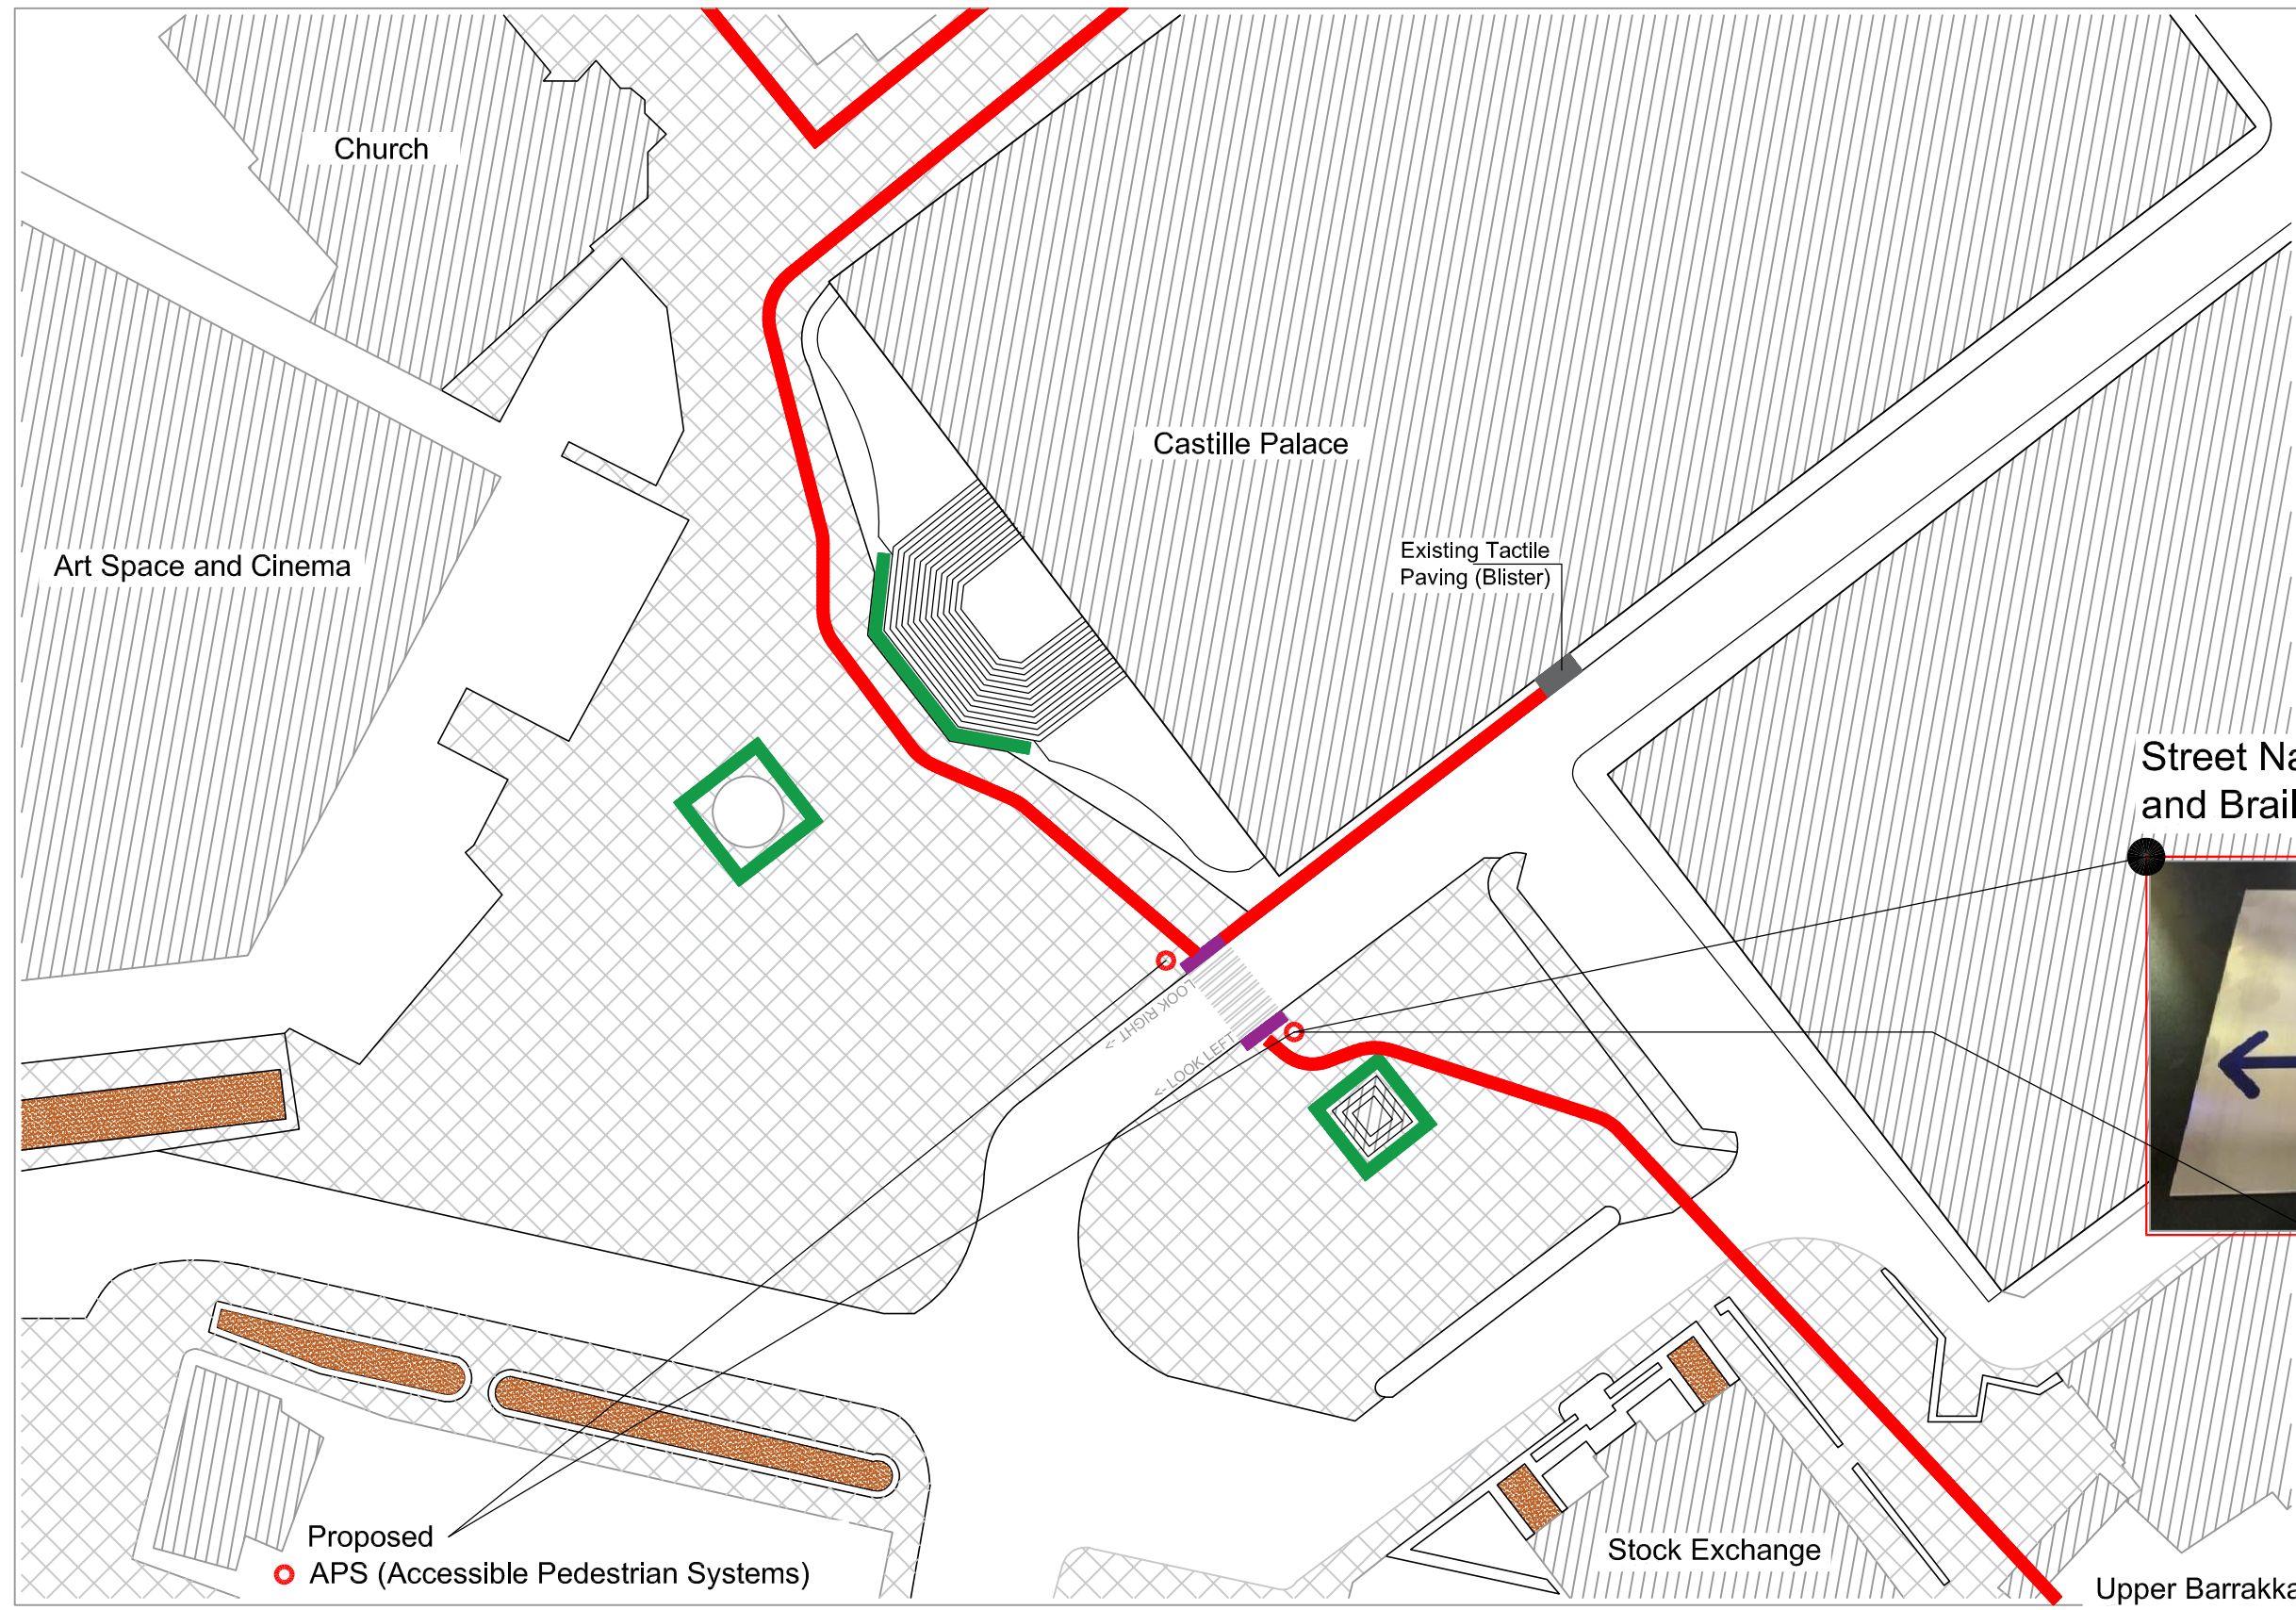 Church
Castille Palace
Existing Tactile
Paving (Blister)
Art Space and Cinema
Street Na
and Brail
LOOK RIGHT ->
<- LOOK LEFT
Proposed
APS (Accessible Pedestrian Systems)
Stock Exchange
Upper Barrakka